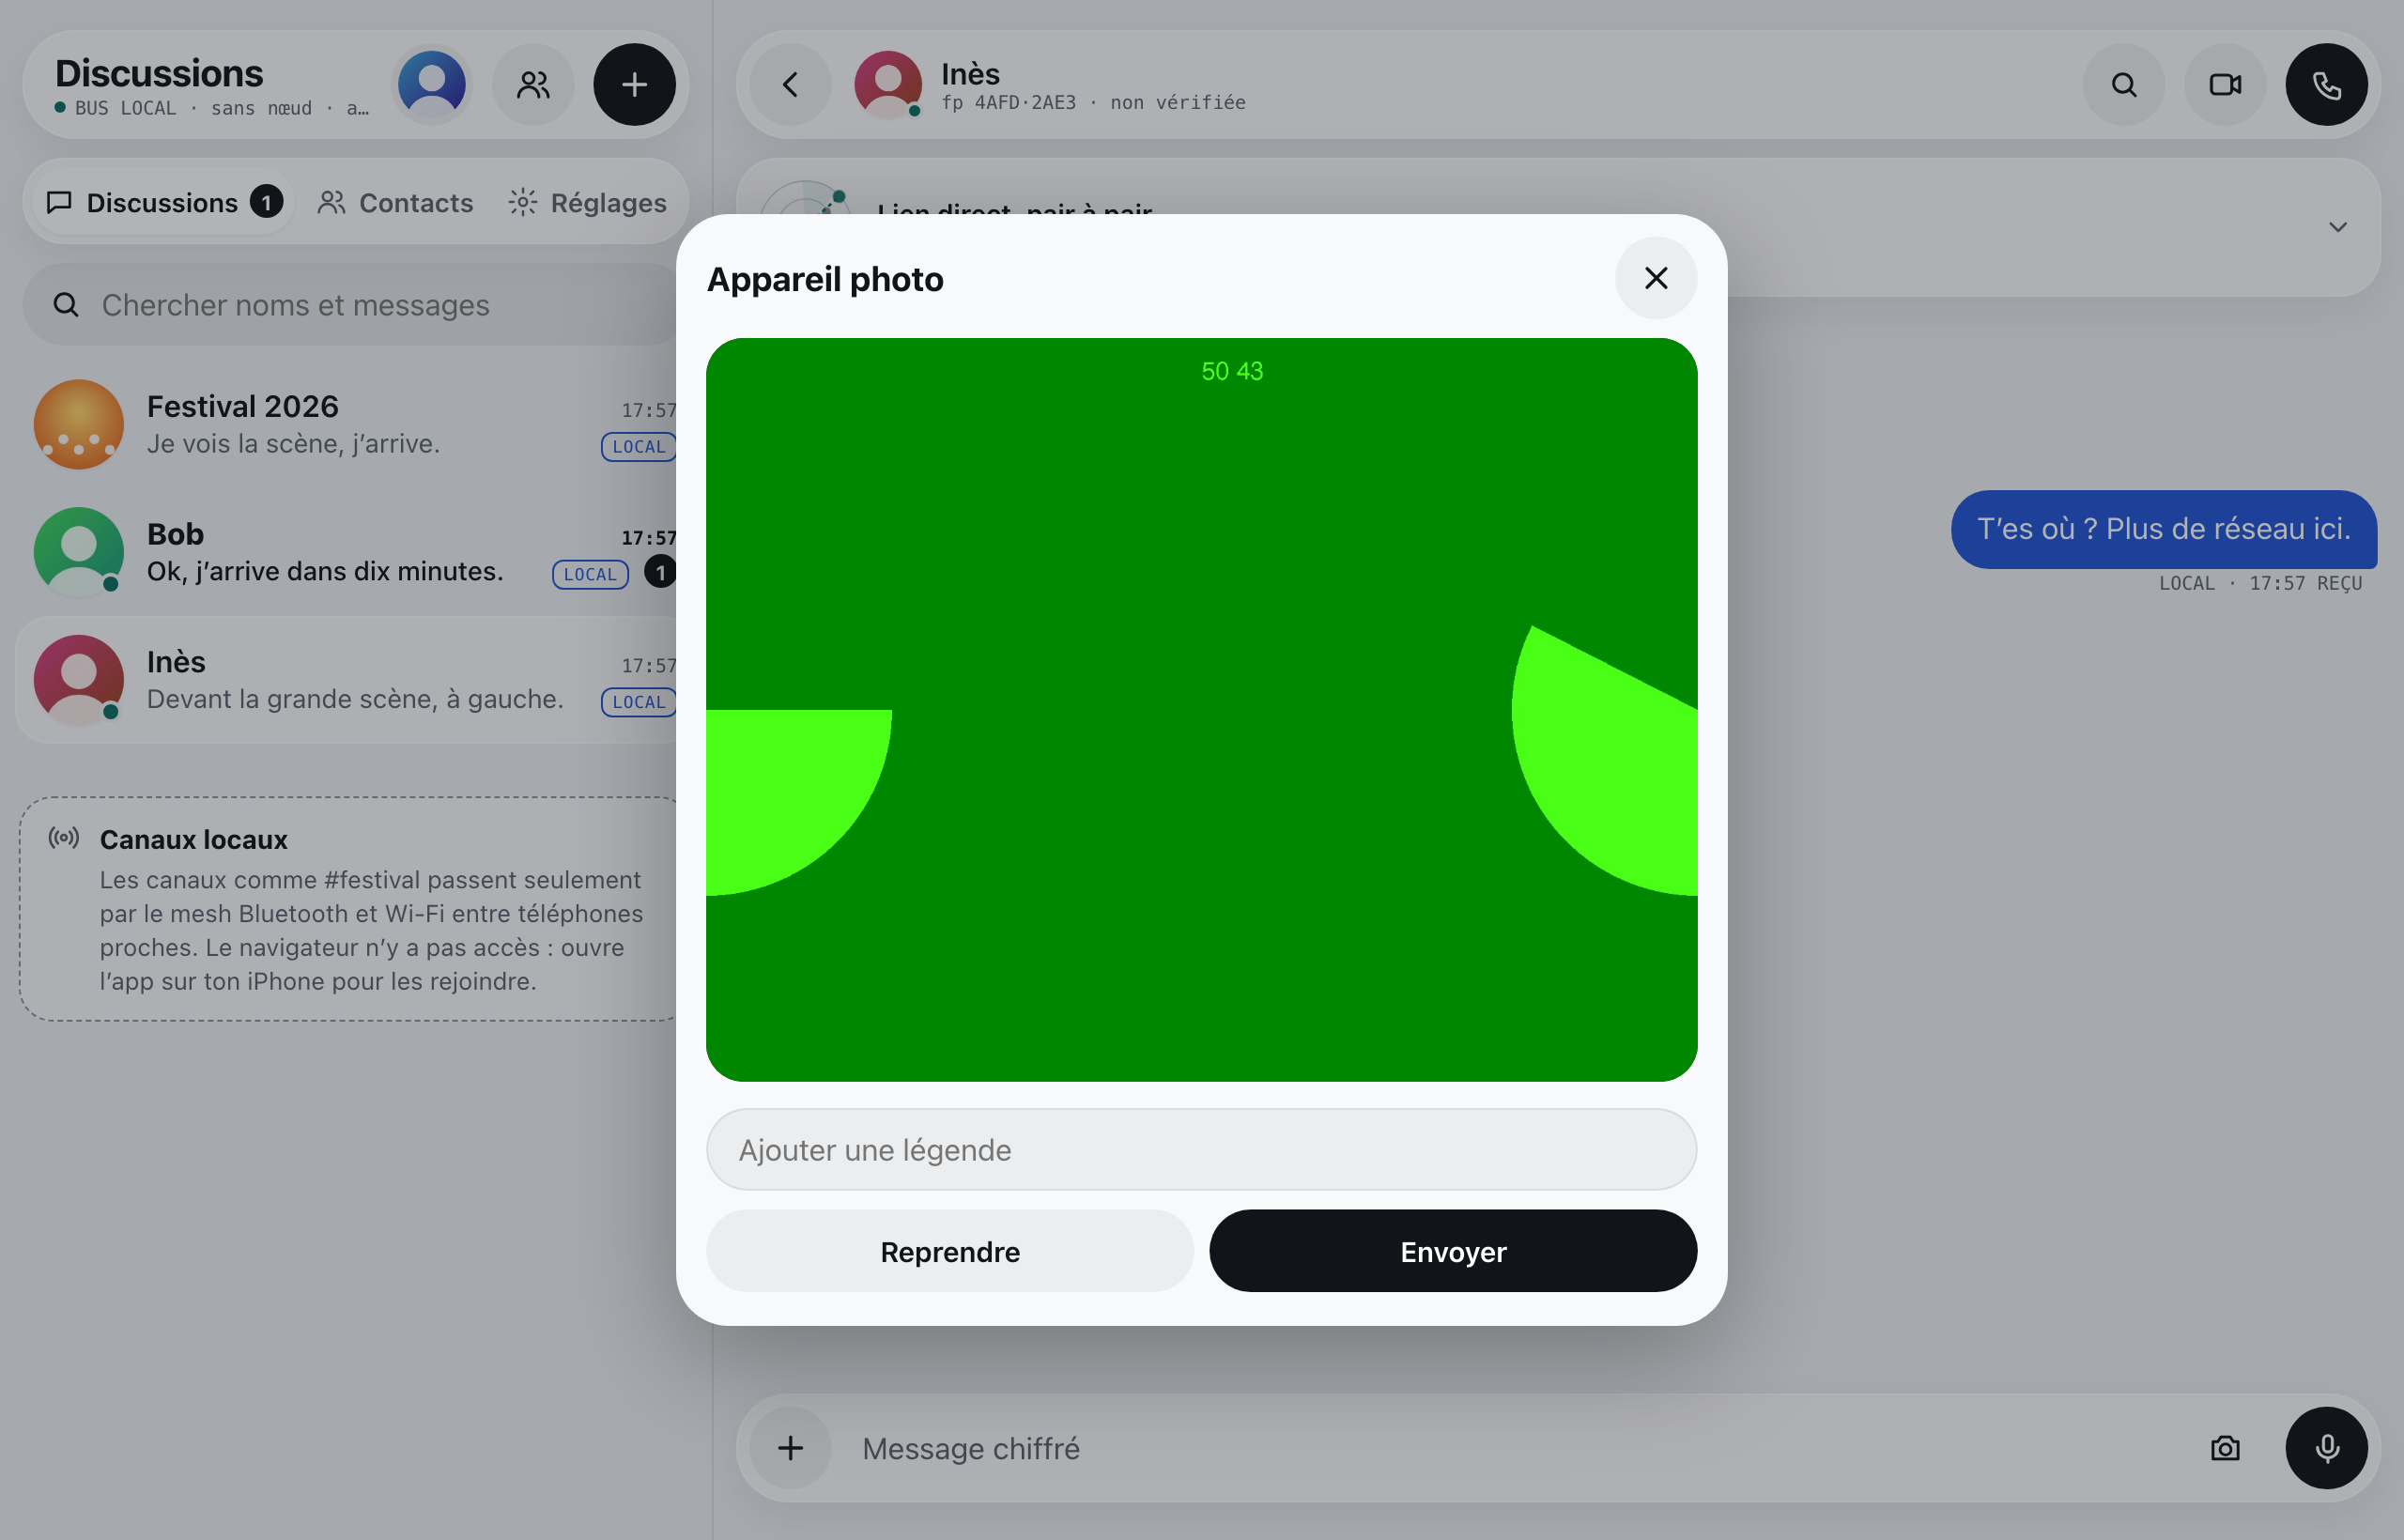 Discussions
BUS LOCAL · sans nœud · a…
Discussions 1
Contacts
Réglages
Chercher noms et messages
Festival 2026
17:57
Je vois la scène, j’arrive.
LOCAL
Bob
17:57
Ok, j’arrive dans dix minutes.
LOCAL
1
Inès
17:57
Devant la grande scène, à gauche.
LOCAL
Canaux locaux
Les canaux comme #festival passent seulement
par le mesh Bluetooth et Wi-Fi entre téléphones
proches. Le navigateur n’y a pas accès : ouvre
l’app sur ton iPhone pour les rejoindre.
Inès
fp 4AFD·2AE3 · non vérifiée
Lien direct, pair à pair
T’es où ? Plus de réseau ici.
LOCAL · 17:57 REÇU
Appareil photo
50 43
Ajouter une légende
Reprendre
Envoyer
Message chiffré